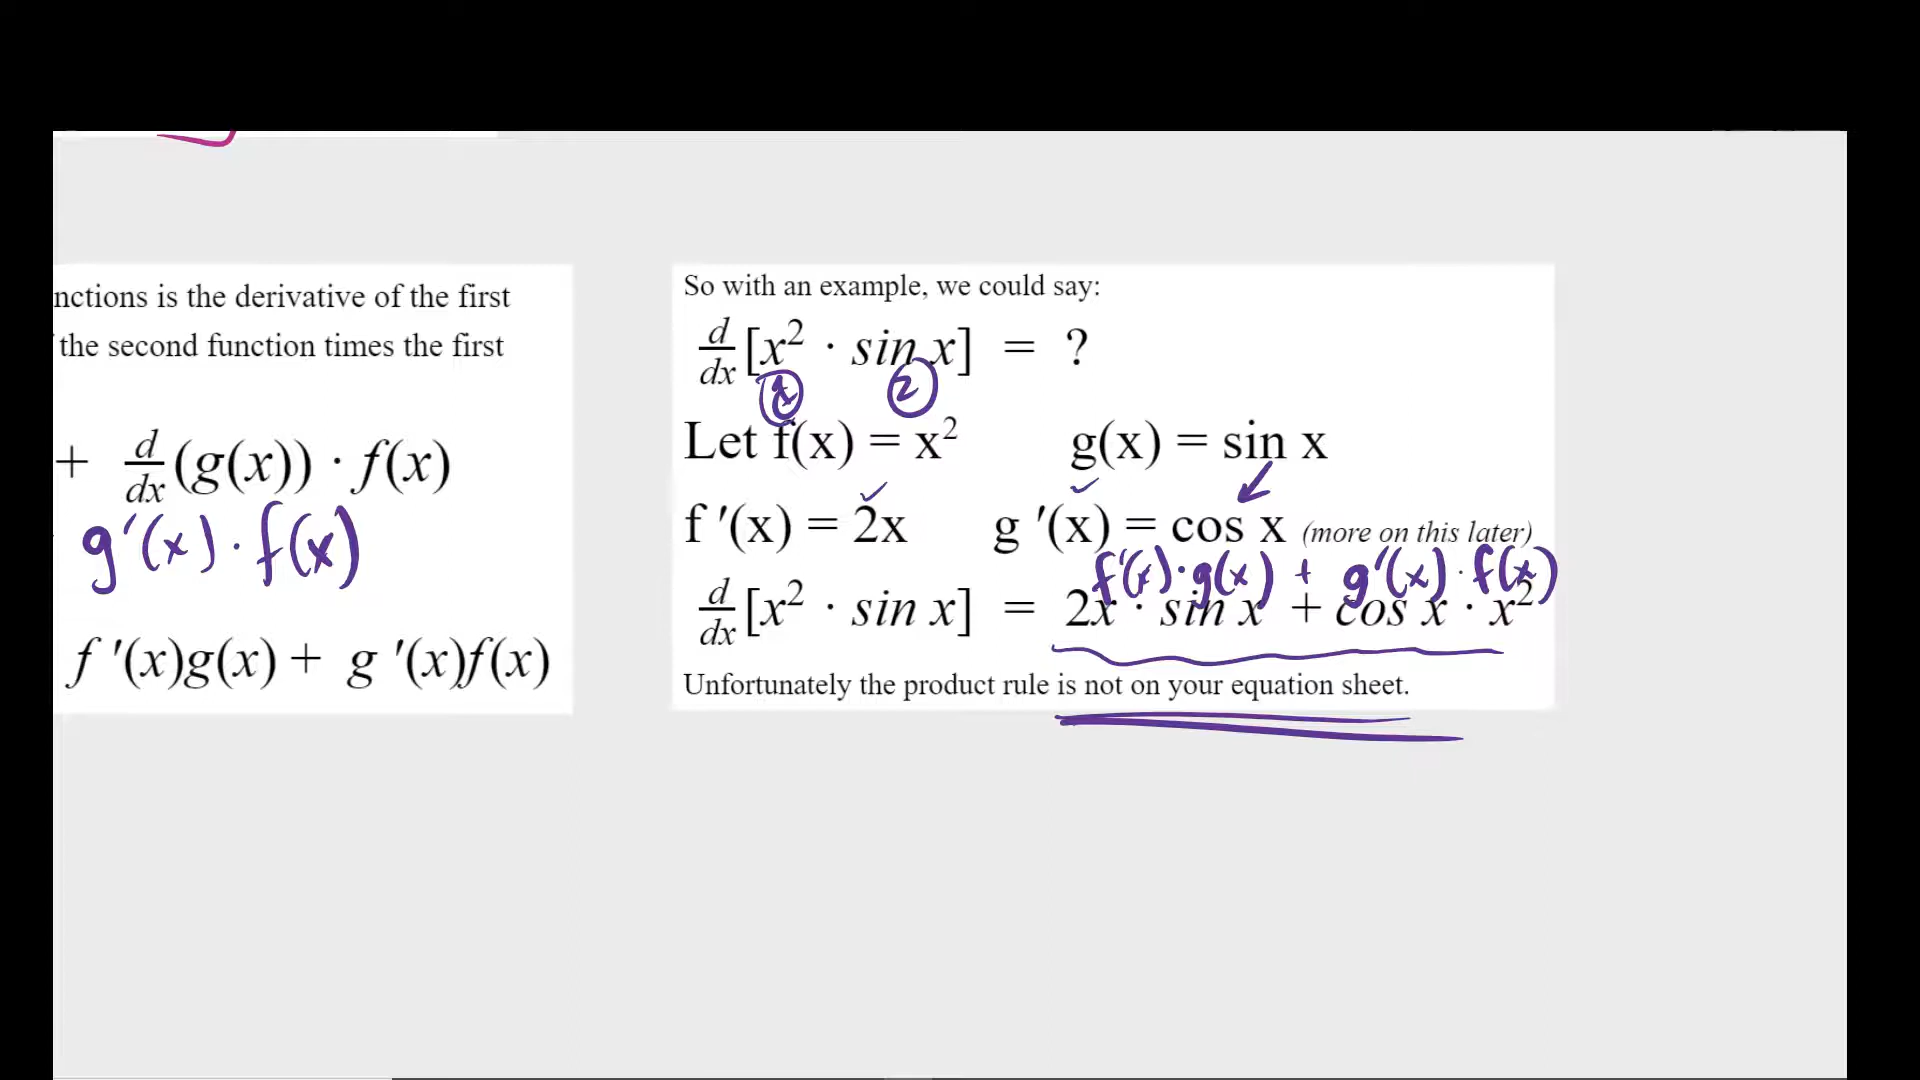 nctions is the derivative of the first
the second function times the first
+ d/dx (g(x)) · f(x)
g'(x) · f(x)
f '(x)g(x) + g '(x)f(x)
So with an example, we could say:
d/dx [x² · sin x] = ?
1 2
Let f(x) = x² g(x) = sin x
f '(x) = 2x g '(x) = cos x (more on this later)
f'(x) · g(x) + g'(x) · f(x)
d/dx [x² · sin x] = 2x · sin x + cos x · x²
Unfortunately the product rule is not on your equation sheet.